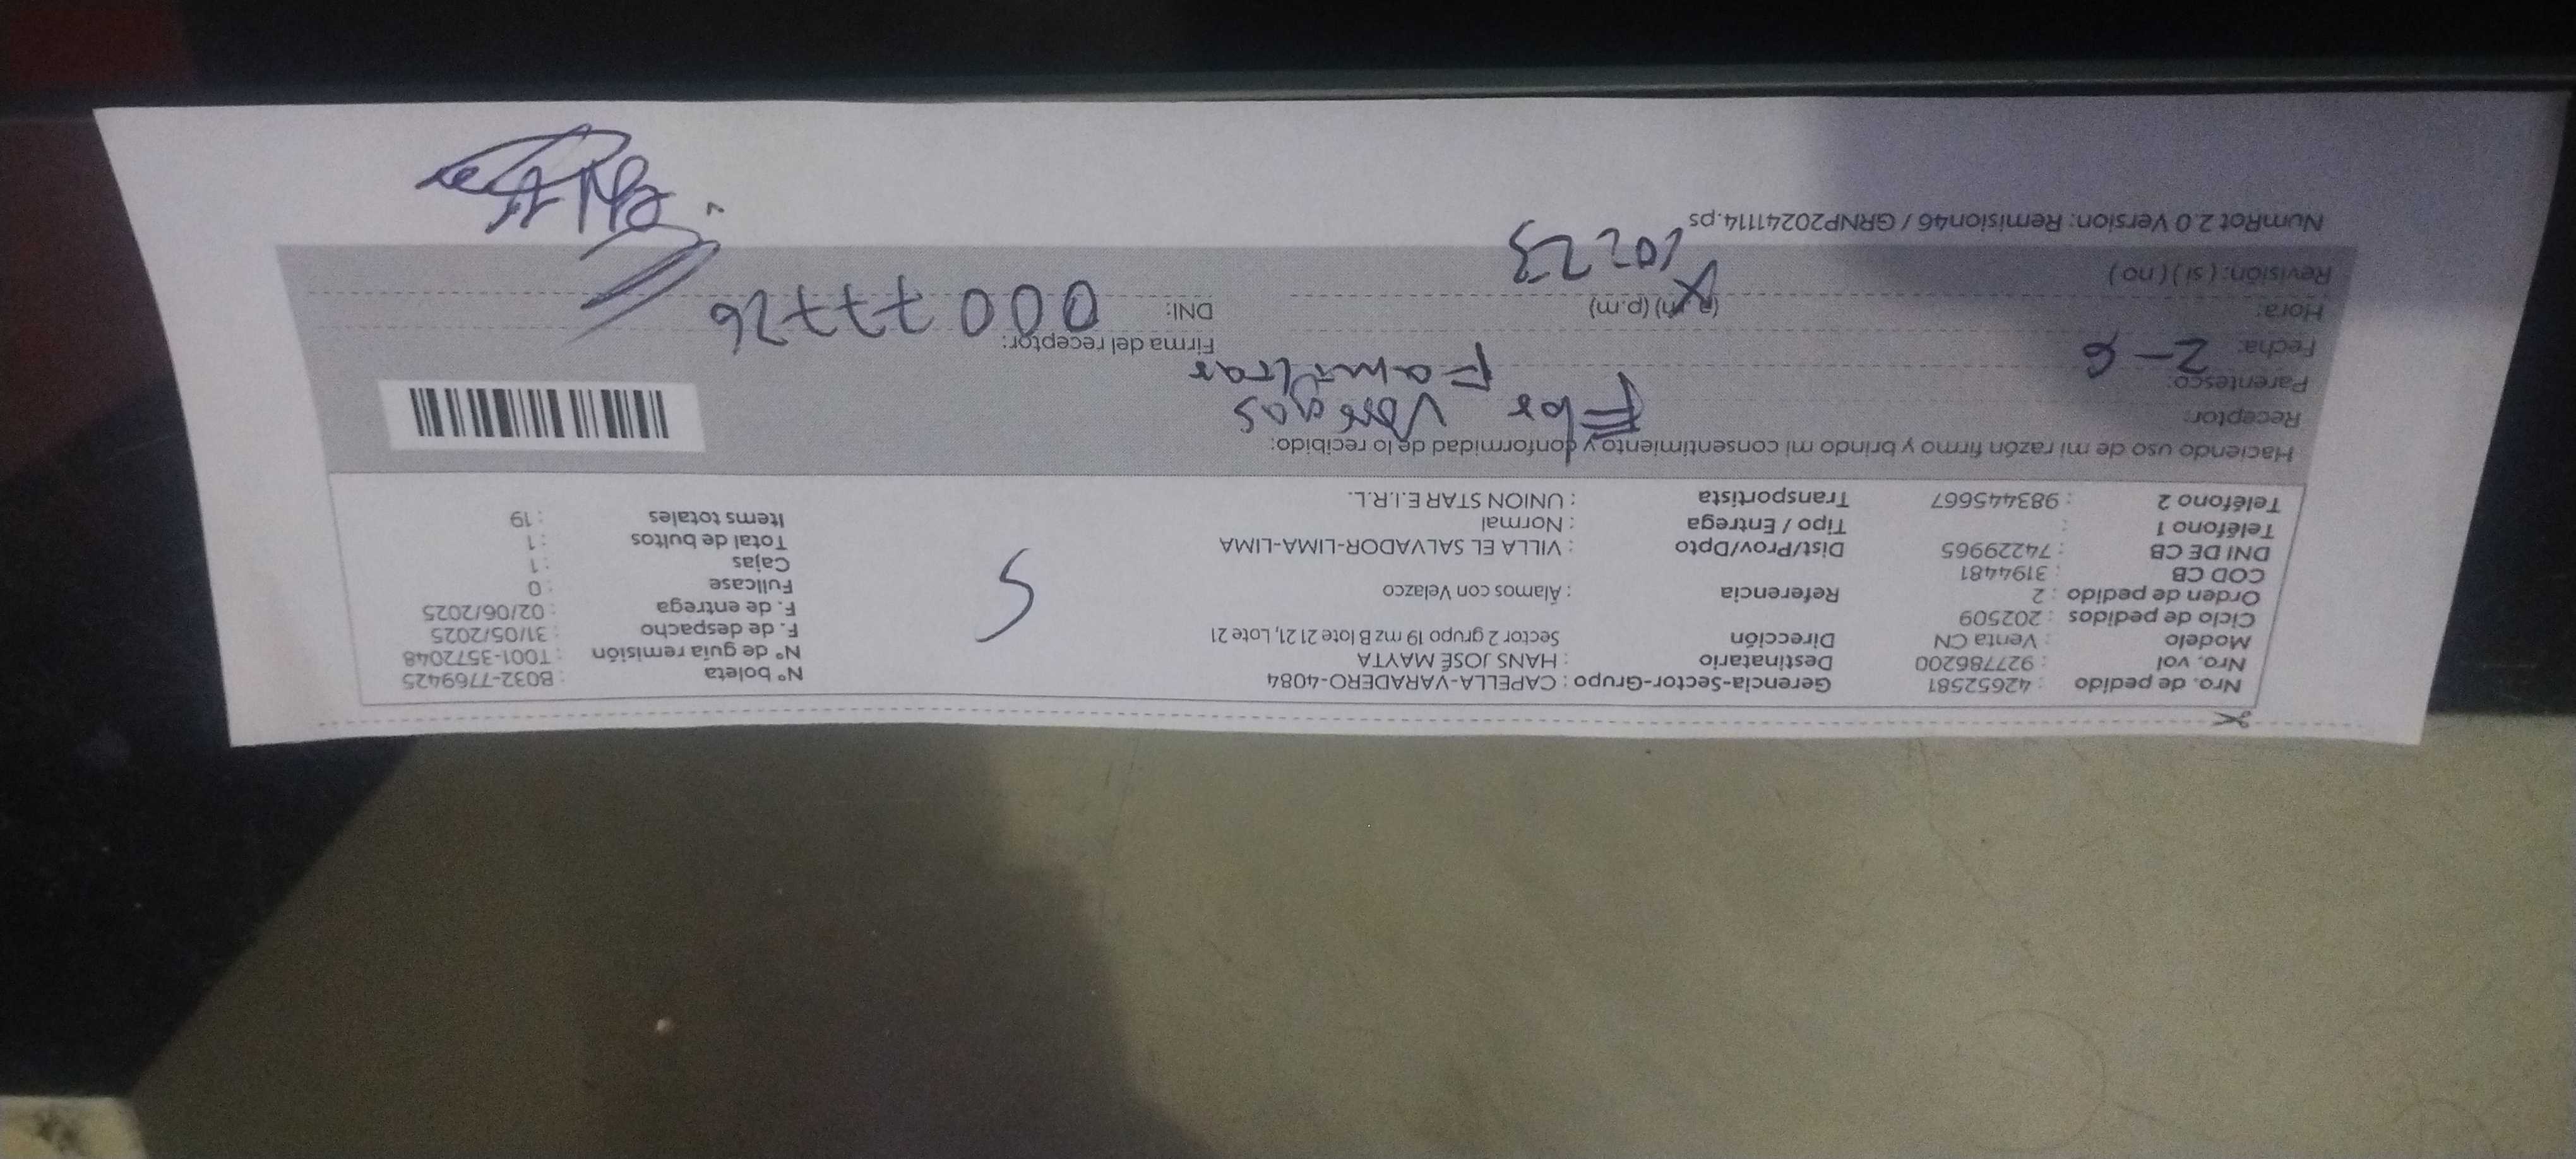 Nro. de pedido : 42652581 Gerencia-Sector-Grupo : CAPELLA-VARADERO-4084 N° boleta : B032-7769425
Nro. vol : 927786200 Destinatario : HANS JOSÉ MAYTA N° de guía remisión : T001-3572048
Modelo : Venta CN Dirección Sector 2 grupo 19 mz B lote 21 21, Lote 21 F. de despacho : 31/05/2025
Ciclo de pedidos : 202509 F. de entrega : 02/06/2025
Orden de pedido : 2 Referencia : Álamos con Velazco Fullcase : 0
COD CB : 3194481 Cajas : 1
DNI DE CB : 74229965 Dist/Prov/Dpto : VILLA EL SALVADOR-LIMA-LIMA Total de bultos : 1
Teléfono 1 : Tipo / Entrega : Normal Items totales : 19
Teléfono 2 : 983445667 Transportista : UNION STAR E.I.R.L.
S
Haciendo uso de mi razón firmo y brindo mi consentimiento y conformidad de lo recibido:
Receptor: Vargas
Parentesco: Familiar
Fecha: 2-6 Firma del receptor:
Hora: (a.m) (p.m) DNI: 000 77726
Revisión: ( si ) ( no ) 10:23
NumRot 2.0 Version: Remision46 / GRNP20241114.ps